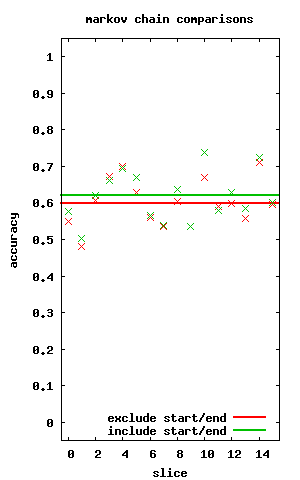 markov chain comparisons
1
0.9
0.8
0.7
0.6
0.5
0.4
0.3
0.2
0.1
0
accuracy
exclude start/end
include start/end
0 2 4 6 8 10 12 14
slice